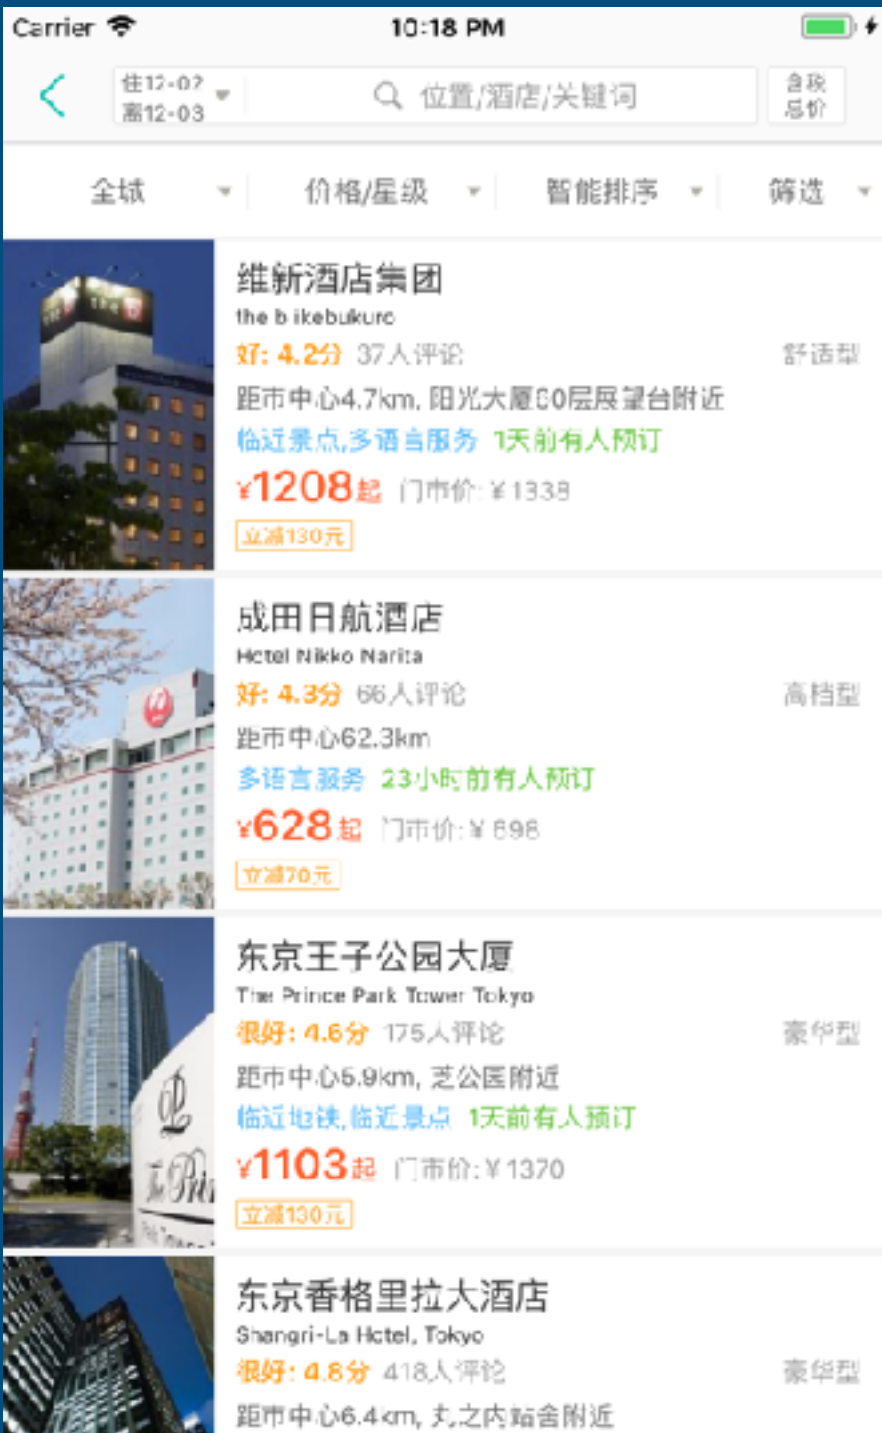 Carrier 10:18 PM
住12-02
离12-03
位置/酒店/关键词
含税
总价
全城 价格/星级 智能排序 筛选
维新酒店集团
the b ikebukuro
好: 4.2分 37人评论 舒适型
距市中心4.7km, 阳光大厦60层展望台附近
临近景点,多语言服务 1天前有人预订
¥1208起 门市价:¥1338
立减130元
成田日航酒店
Hotel Nikko Narita
好: 4.3分 66人评论 高档型
距市中心62.3km
多语言服务 23小时前有人预订
¥628起 门市价:¥698
立减70元
东京王子公园大厦
The Prince Park Tower Tokyo
很好: 4.6分 175人评论 豪华型
距市中心5.9km, 芝公园附近
临近地铁,临近景点 1天前有人预订
¥1103起 门市价:¥1370
立减130元
东京香格里拉大酒店
Shangri-La Hotel, Tokyo
很好: 4.8分 418人评论 豪华型
距市中心6.4km, 丸之内站舍附近